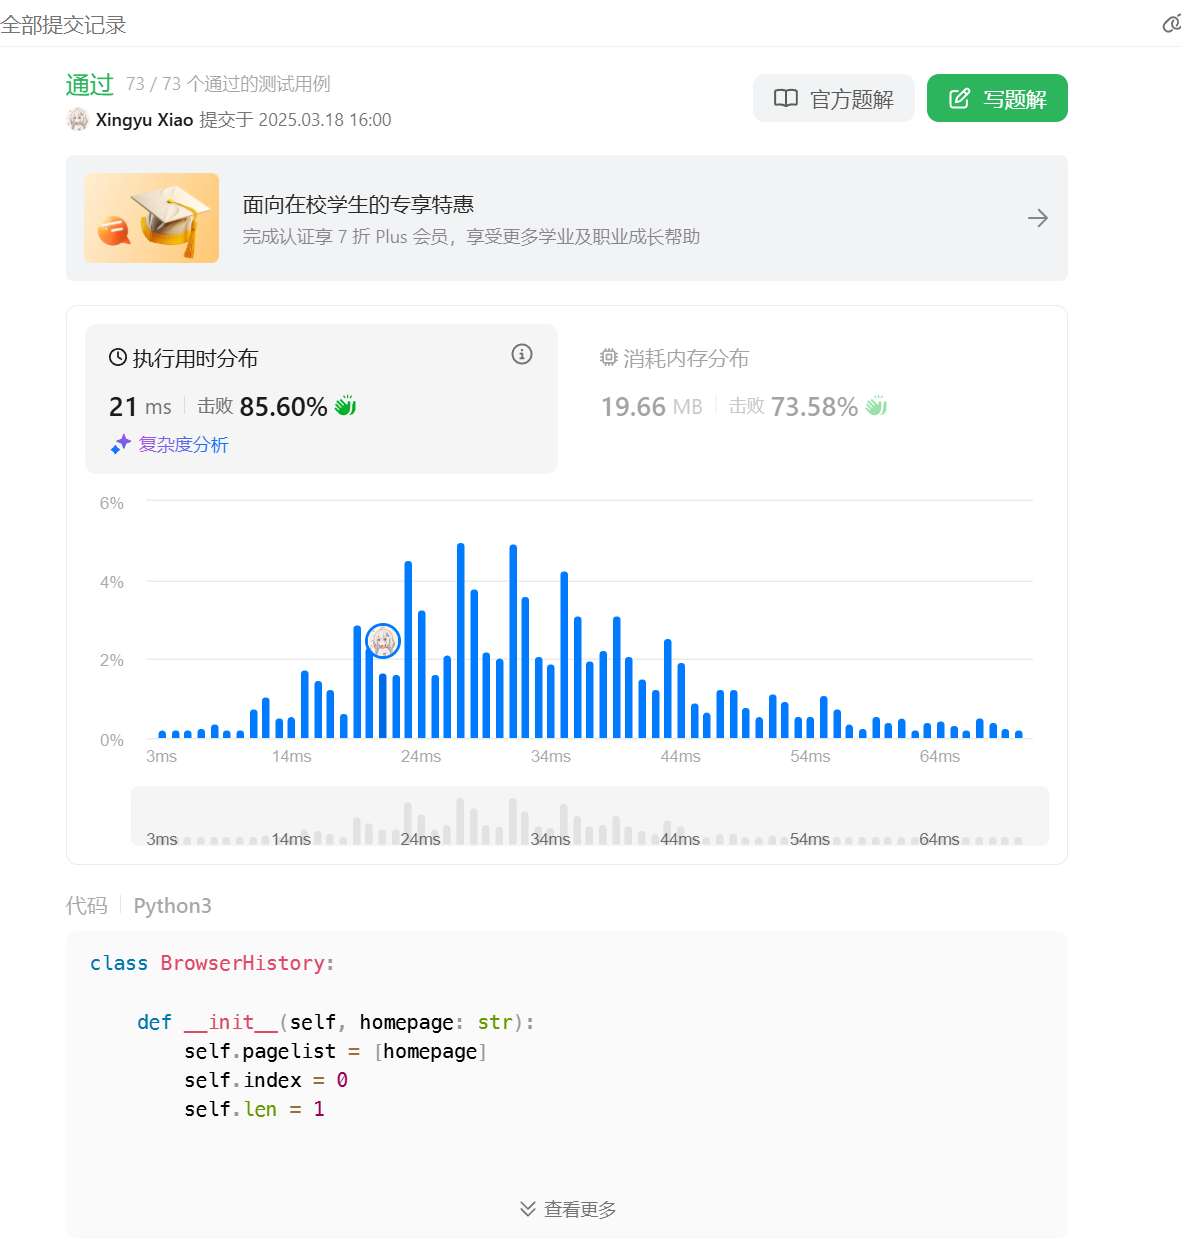 全部提交记录
通过 73 / 73 个通过的测试用例
官方题解
写题解
Xingyu Xiao 提交于 2025.03.18 16:00
面向在校学生的专享特惠
完成认证享 7 折 Plus 会员，享受更多学业及职业成长帮助
执行用时分布
21 ms 击败 85.60%
复杂度分析
消耗内存分布
19.66 MB 击败 73.58%
6%
4%
2%
0%
3ms 14ms 24ms 34ms 44ms 54ms 64ms
3ms 14ms 24ms 34ms 44ms 54ms 64ms
代码 Python3
class BrowserHistory:
    def __init__(self, homepage: str):
        self.pagelist = [homepage]
        self.index = 0
        self.len = 1
查看更多